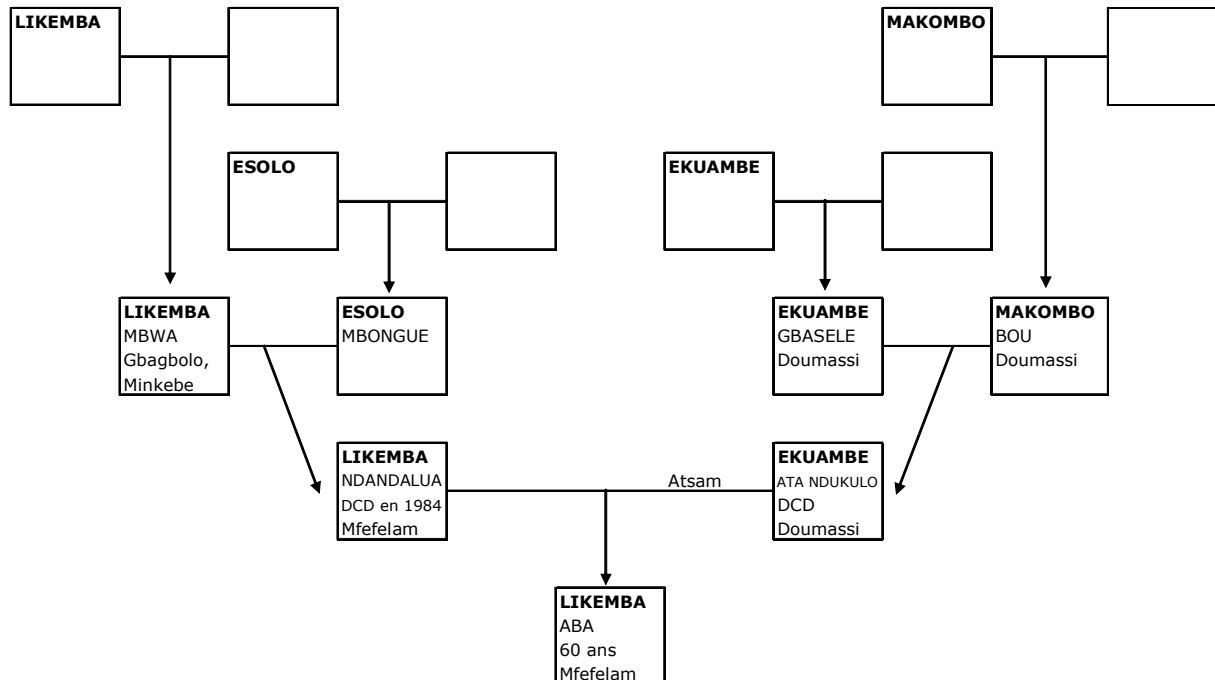 LIKEMBA
MAKOMBO
ESOLO
EKUAMBE
LIKEMBA
MBWA
Gbagbolo,
Minkebe
ESOLO
MBONGUE
EKUAMBE
GBASELE
Doumassi
MAKOMBO
BOU
Doumassi
LIKEMBA
NDANDALUA
DCD en 1984
Mfefelam
Atsam
EKUAMBE
ATA NDUKULO
DCD
Doumassi
LIKEMBA
ABA
60 ans
Mfefelam